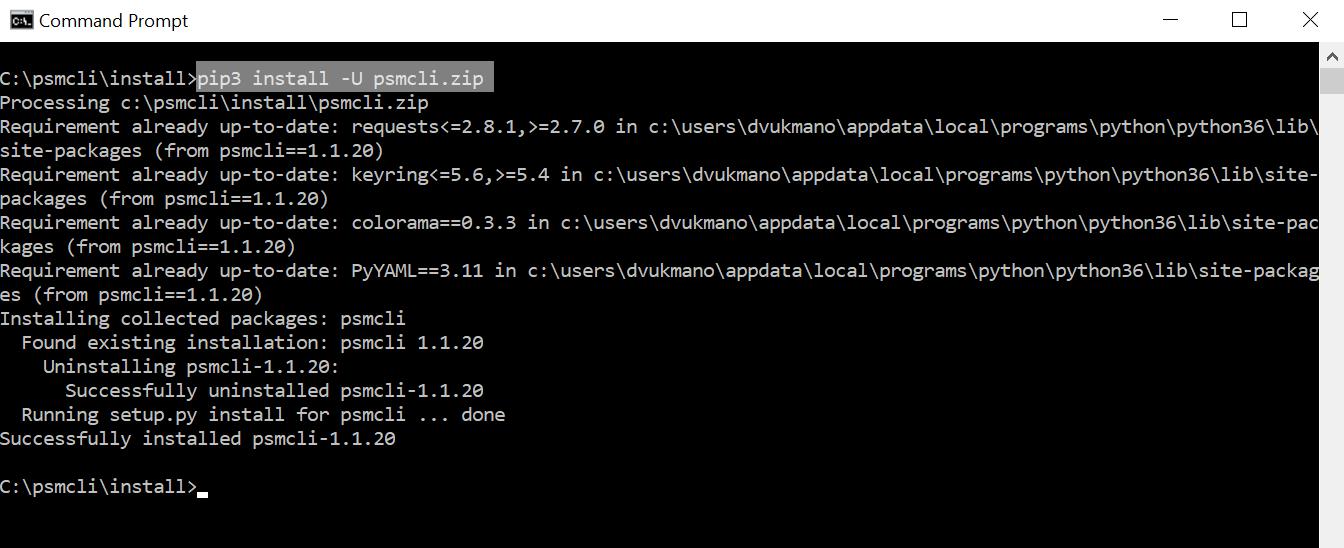 Command Prompt
C:\psmcli\install>pip3 install -U psmcli.zip
Processing c:\psmcli\install\psmcli.zip
Requirement already up-to-date: requests<=2.8.1,>=2.7.0 in c:\users\dvukmano\appdata\local\programs\python\python36\lib\
site-packages (from psmcli==1.1.20)
Requirement already up-to-date: keyring<=5.6,>=5.4 in c:\users\dvukmano\appdata\local\programs\python\python36\lib\site-
packages (from psmcli==1.1.20)
Requirement already up-to-date: colorama==0.3.3 in c:\users\dvukmano\appdata\local\programs\python\python36\lib\site-pac
kages (from psmcli==1.1.20)
Requirement already up-to-date: PyYAML==3.11 in c:\users\dvukmano\appdata\local\programs\python\python36\lib\site-packag
es (from psmcli==1.1.20)
Installing collected packages: psmcli
  Found existing installation: psmcli 1.1.20
    Uninstalling psmcli-1.1.20:
      Successfully uninstalled psmcli-1.1.20
  Running setup.py install for psmcli ... done
Successfully installed psmcli-1.1.20
C:\psmcli\install>